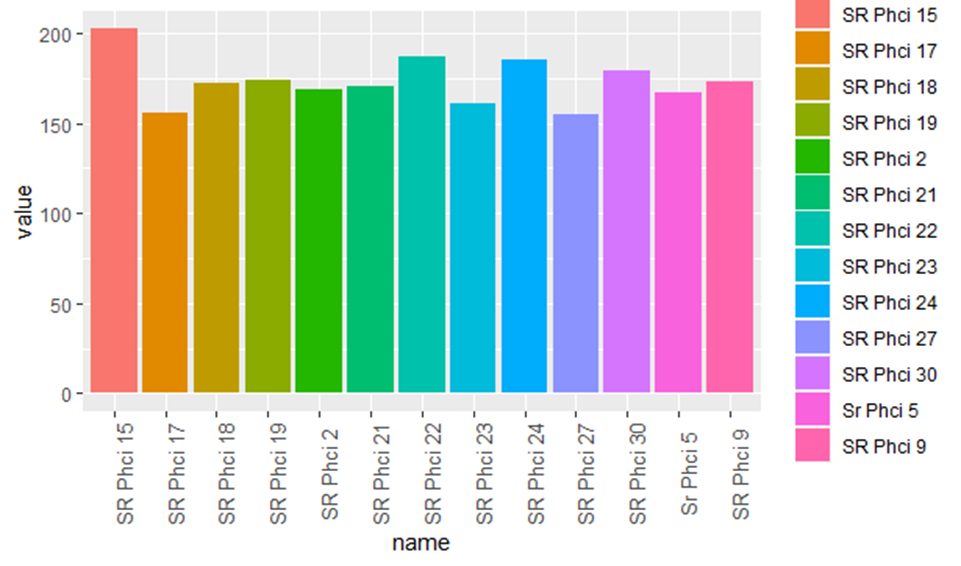 200
150
100
50
0
value
SR Phci 15
SR Phci 17
SR Phci 18
SR Phci 19
SR Phci 2
SR Phci 21
SR Phci 22
SR Phci 23
SR Phci 24
SR Phci 27
SR Phci 30
Sr Phci 5
SR Phci 9
name
SR Phci 15
SR Phci 17
SR Phci 18
SR Phci 19
SR Phci 2
SR Phci 21
SR Phci 22
SR Phci 23
SR Phci 24
SR Phci 27
SR Phci 30
Sr Phci 5
SR Phci 9